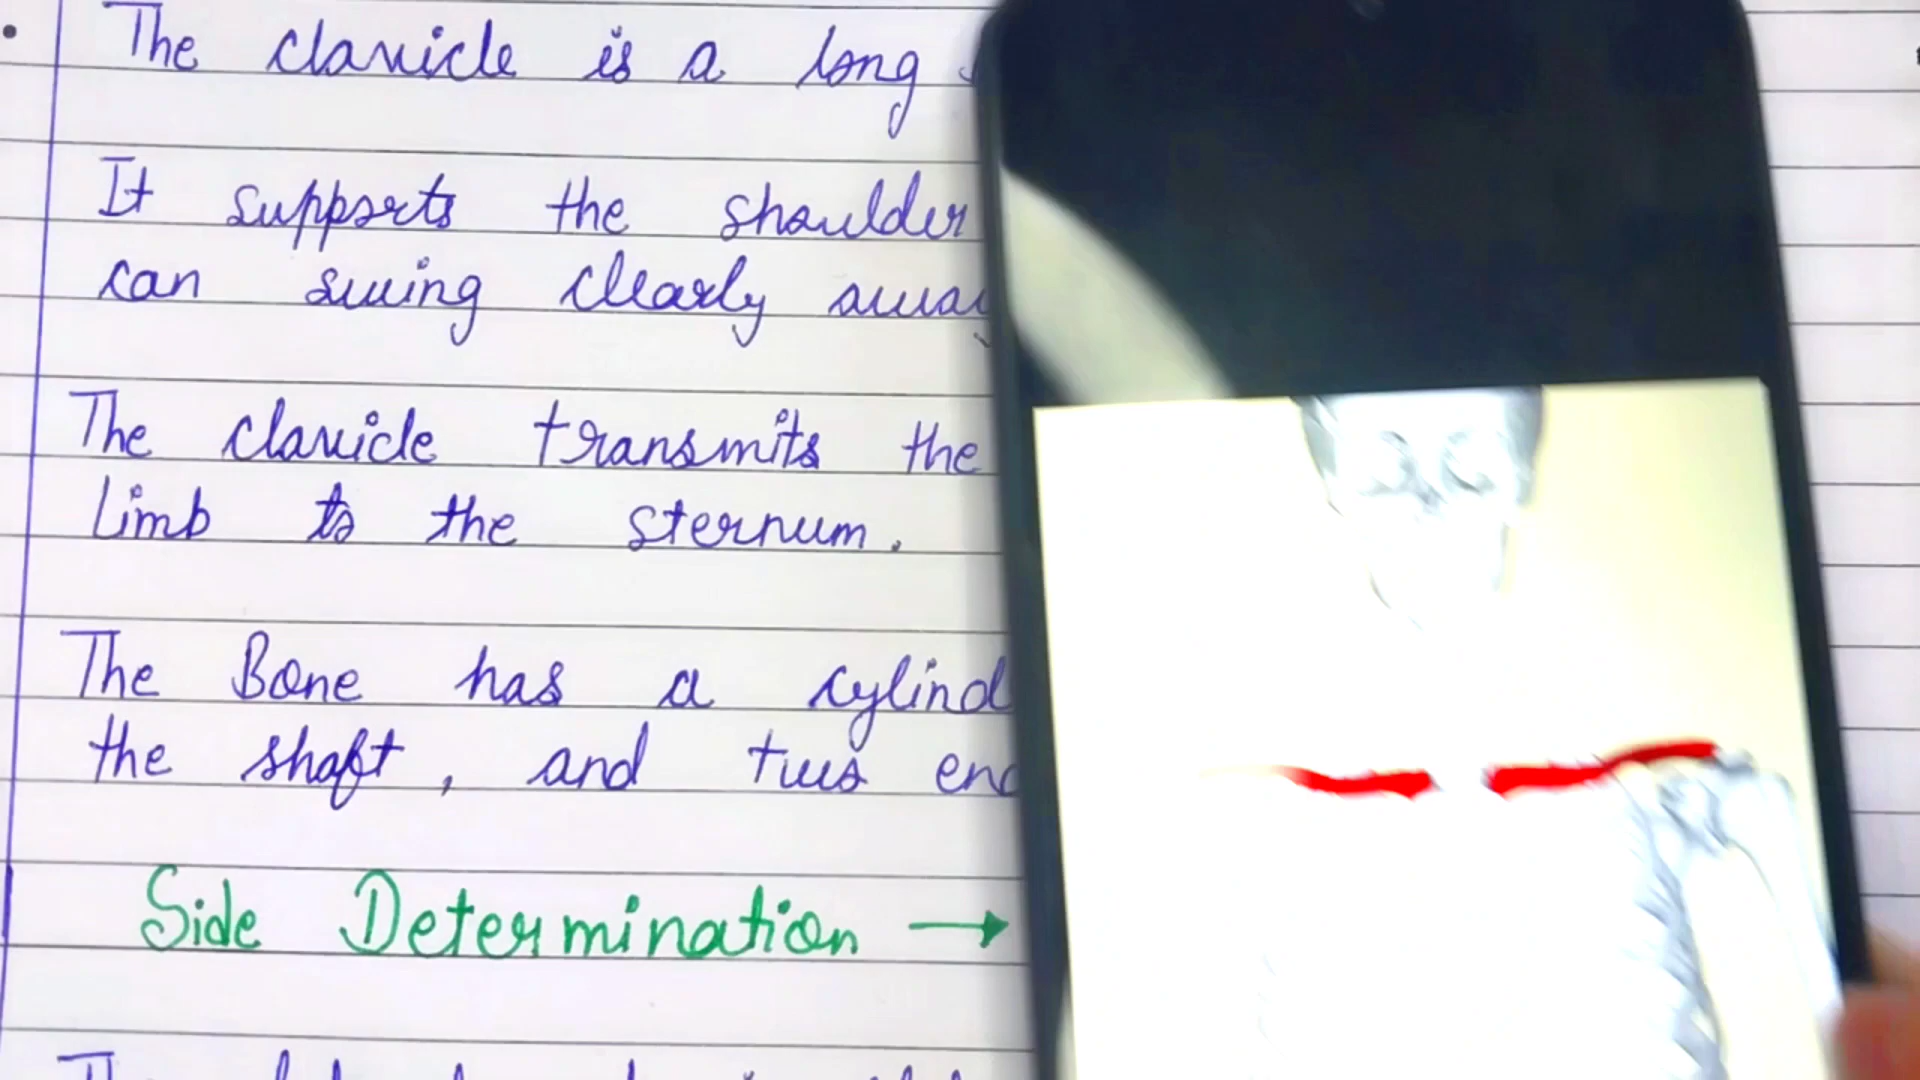 The clavicle is a long
It supports the shoulder
can swing clearly
The clavicle transmits the
limb to the sternum.
The Bone has a
the shaft, and two
Side Determination →